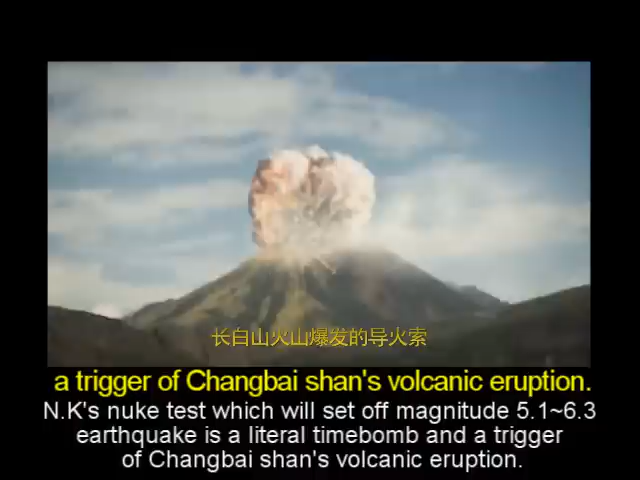 长白山火山爆发的导火索
a trigger of Changbai shan's volcanic eruption.
N.K's nuke test which will set off magnitude 5.1~6.3
earthquake is a literal timebomb and a trigger
of Changbai shan's volcanic eruption.